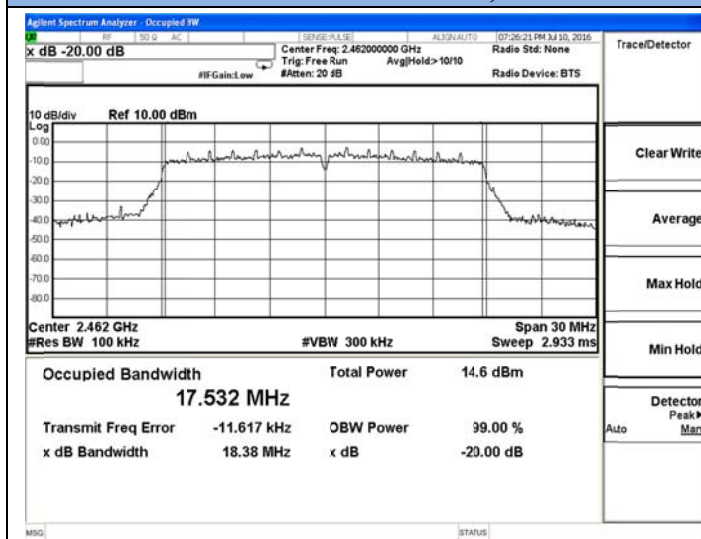 Agilent Spectrum Analyzer - Occupied BW
RF 50 Ω AC SENSE:PULSE ALIGN AUTO 07:26:21 PM Jul 10, 2016
x dB -20.00 dB Center Freq: 2.462000000 GHz Radio Std: None Trace/Detector
Trig: Free Run Avg|Hold:> 10/10
#IFGain:Low #Atten: 20 dB Radio Device: BTS
10 dB/div Ref 10.00 dBm
Log
0.00
-10.0
-20.0
-30.0
-40.0
-50.0
-60.0
-70.0
-80.0
Clear Write
Average
Max Hold
Min Hold
Center 2.462 GHz Span 30 MHz
#Res BW 100 kHz #VBW 300 kHz Sweep 2.933 ms
Occupied Bandwidth Total Power 14.6 dBm
17.532 MHz
Transmit Freq Error -11.617 kHz OBW Power 99.00 %
x dB Bandwidth 18.38 MHz x dB -20.00 dB
Detector
Peak▶
Auto Man
MSG STATUS